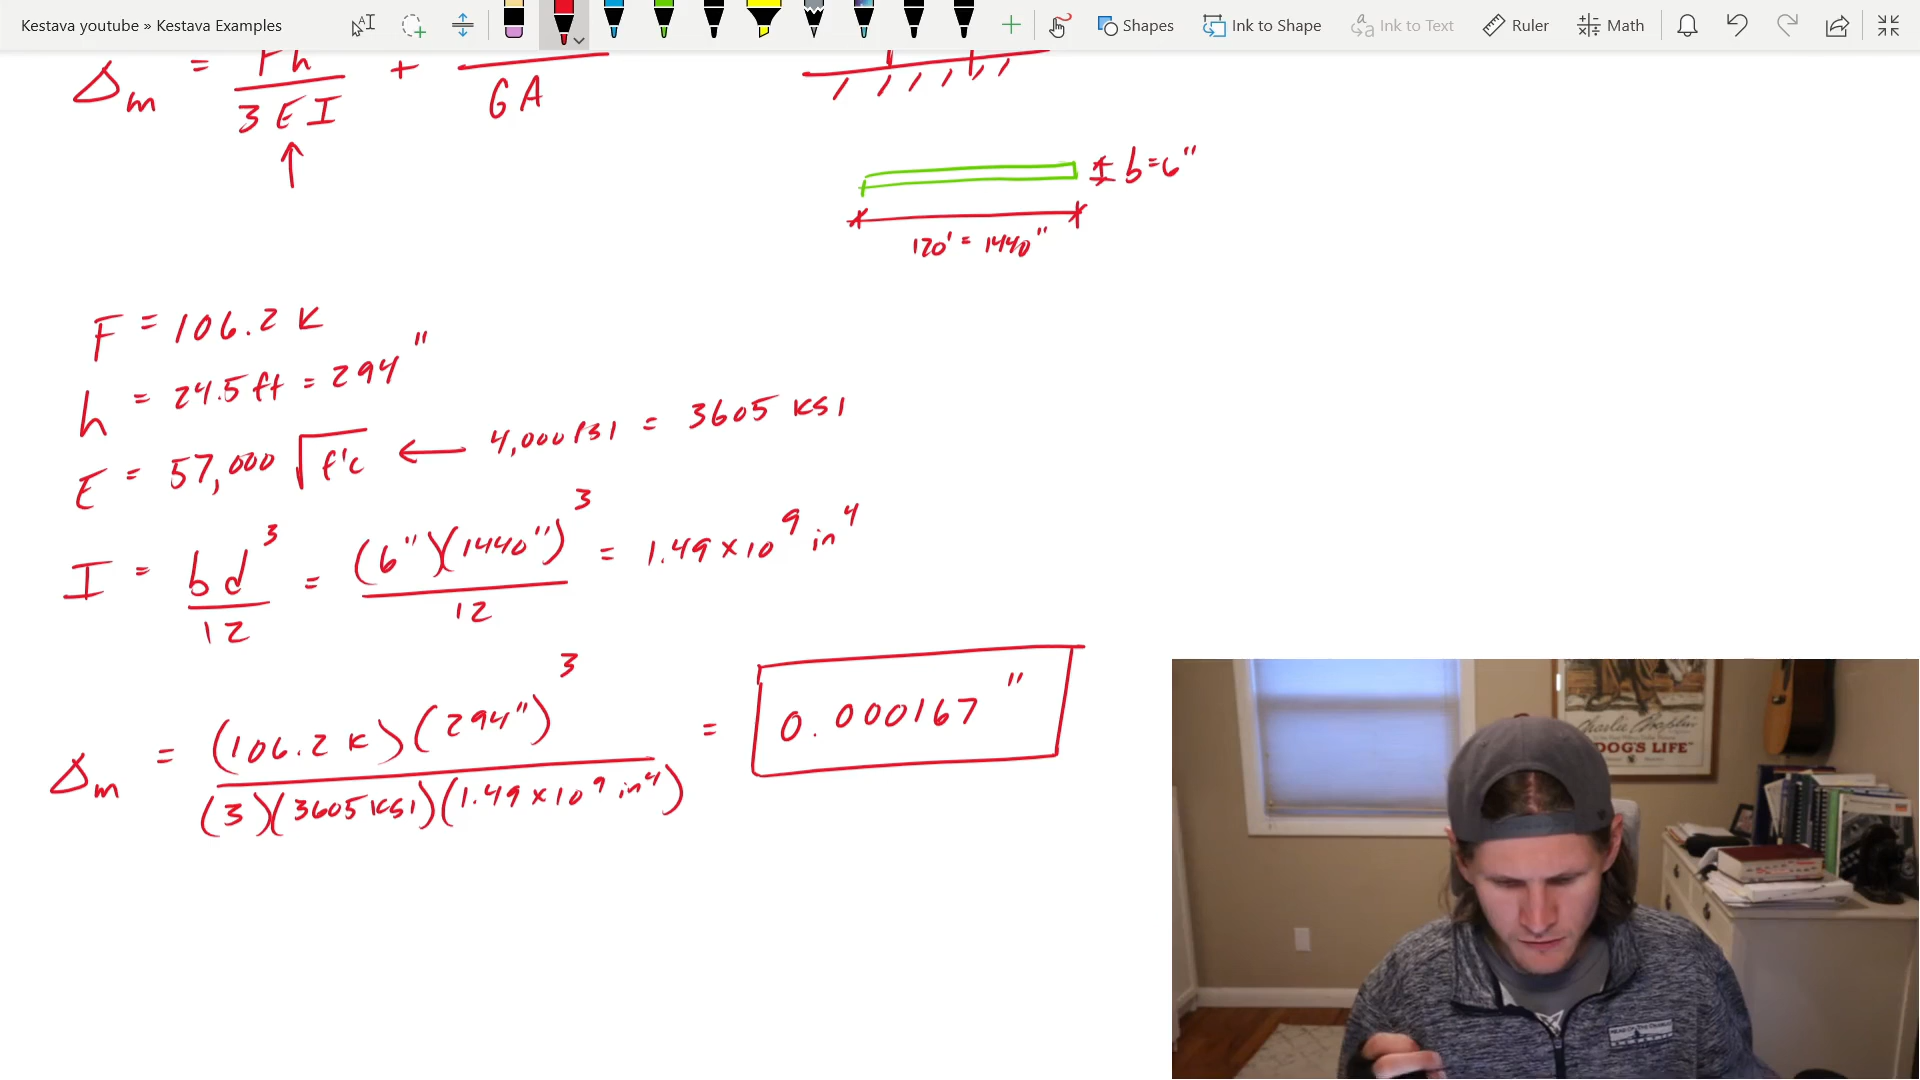 Kestava youtube » Kestava Examples
Shapes
Ink to Shape
Ink to Text
Ruler
Math
Δm = Fh / 3EI + / GA
b=6"
120' = 1440"
F = 106.2 K
h = 24.5 ft = 294"
E = 57,000 √f'c ← 4,000 PSI = 3605 KSI
I = bd³/12 = (6")(1440")³/12 = 1.49 × 10⁹ in⁴
Δm = (106.2 K)(294")³ / (3)(3605 KSI)(1.49 × 10⁹ in⁴) = 0.000167"
Charlie Chaplin
DOG'S LIFE"